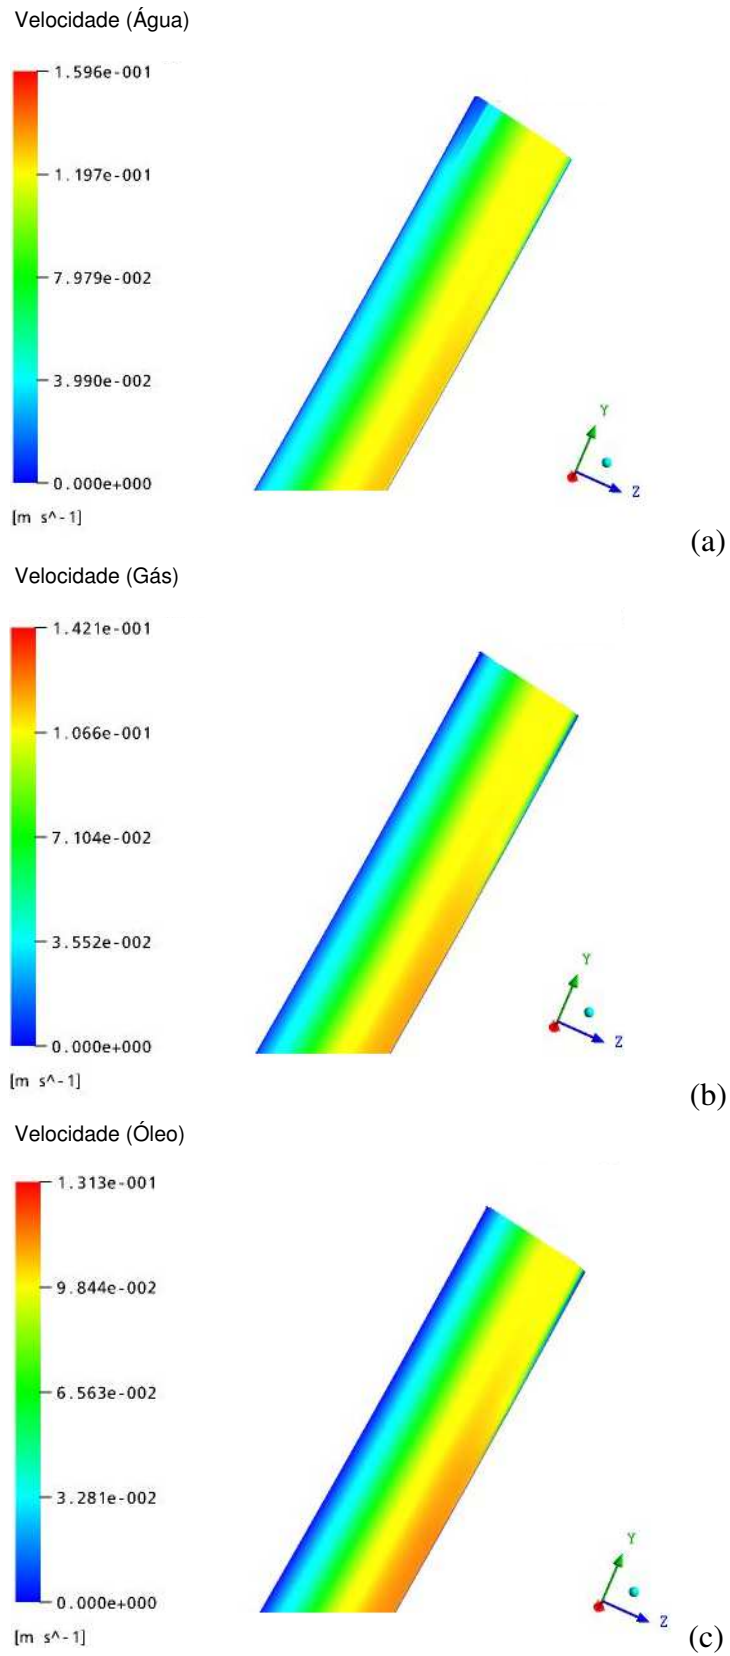 Velocidade (Água)
1.596e-001
1.197e-001
7.979e-002
3.990e-002
0.000e+000
[m s^-1]
Y
Z
(a)
Velocidade (Gás)
1.421e-001
1.066e-001
7.104e-002
3.552e-002
0.000e+000
[m s^-1]
Y
Z
(b)
Velocidade (Óleo)
1.313e-001
9.844e-002
6.563e-002
3.281e-002
0.000e+000
[m s^-1]
Y
Z
(c)